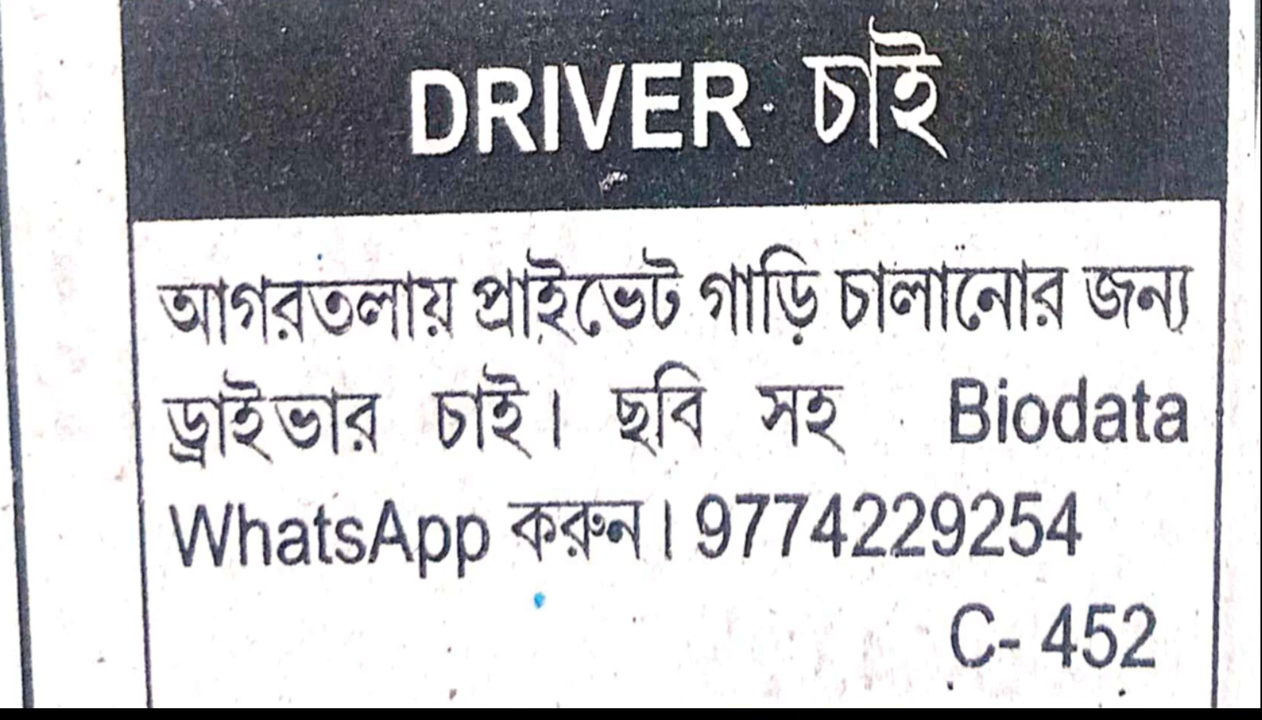 DRIVER চাই
আগরতলায় প্রাইভেট গাড়ি চালানোর জন্য
ড্রাইভার চাই। ছবি সহ Biodata
WhatsApp করুন। 9774229254
C- 452